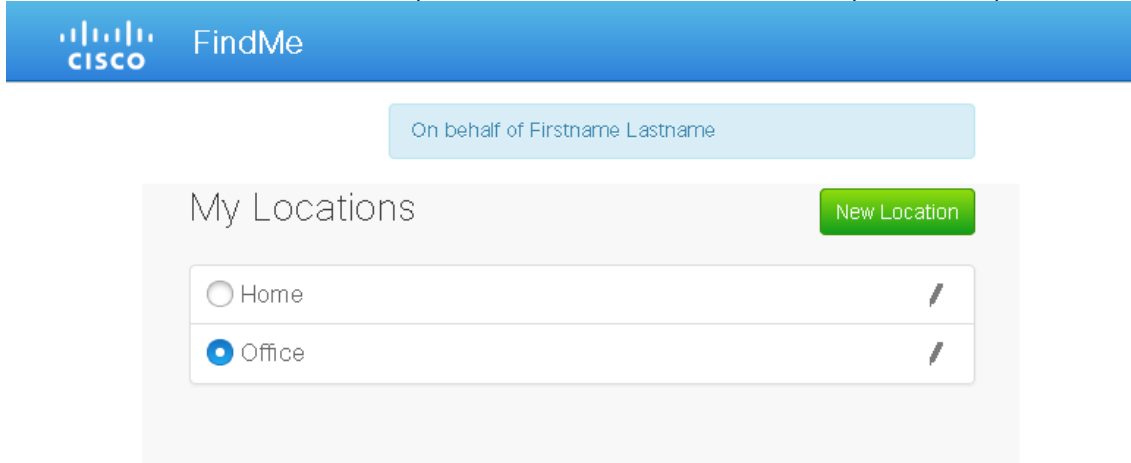 CISCO
FindMe
On behalf of Firstname Lastname
My Locations
New Location
Home
Office